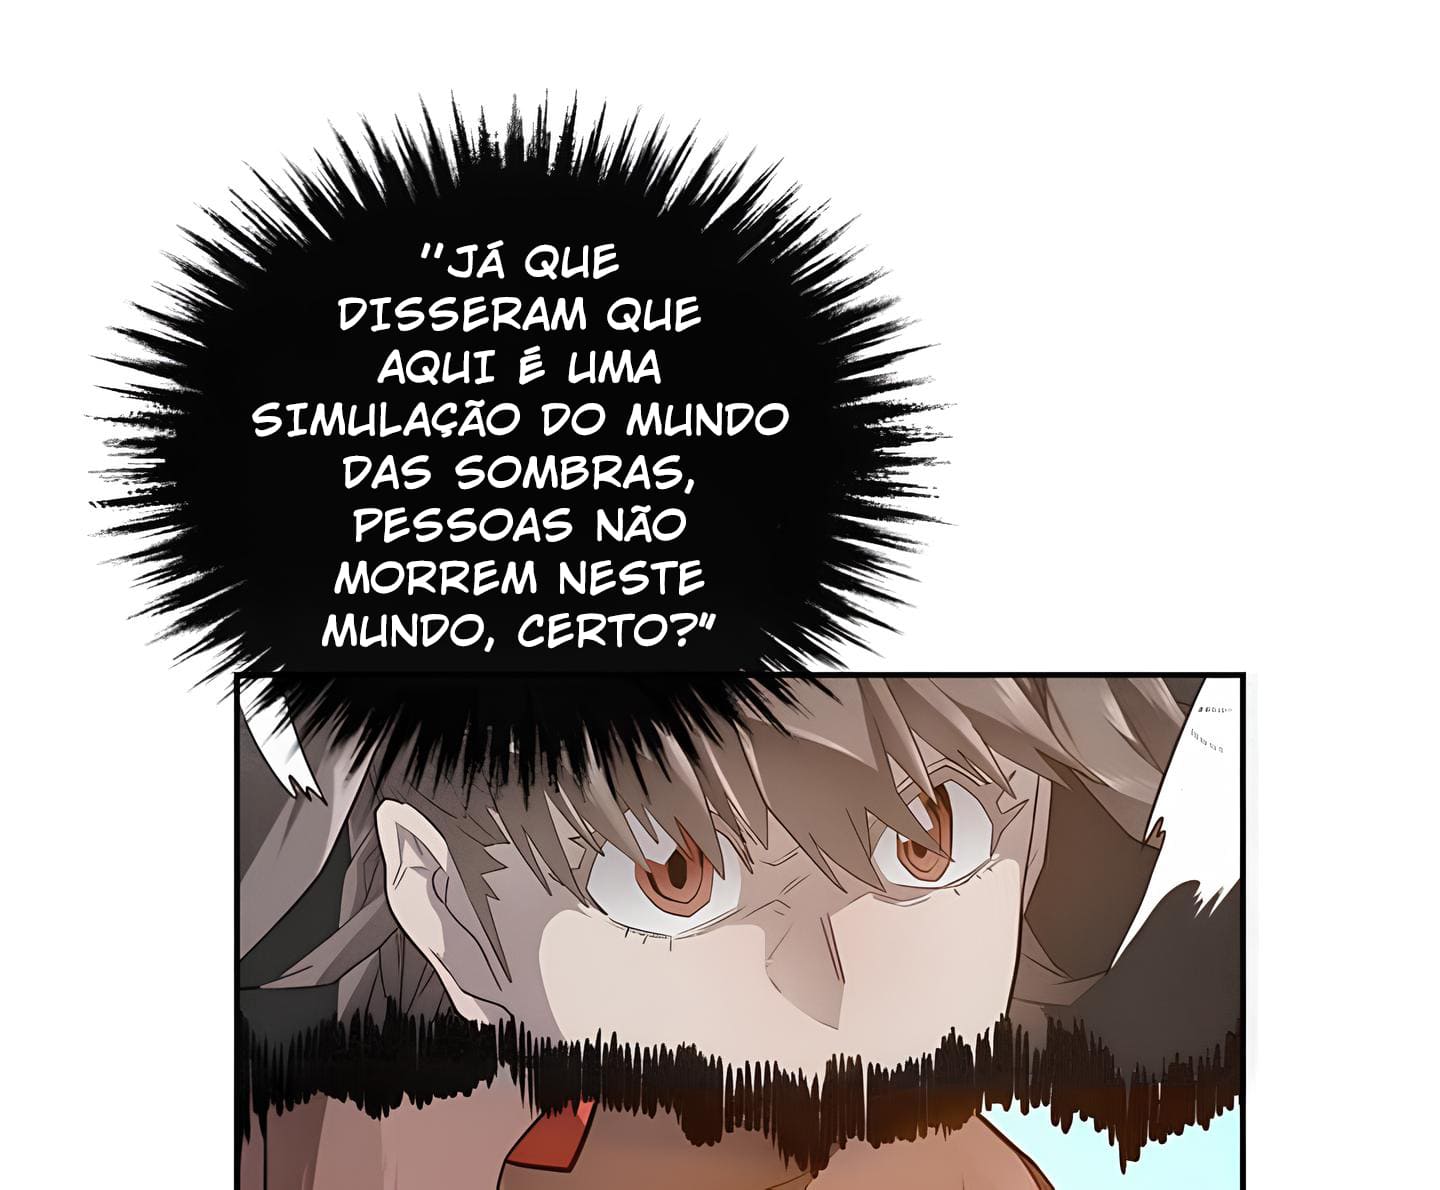 "JÁ QUE
DISSERAM QUE
AQUI É UMA
SIMULAÇÃO DO MUNDO
DAS SOMBRAS,
PESSOAS NÃO
MORREM NESTE
MUNDO, CERTO?"